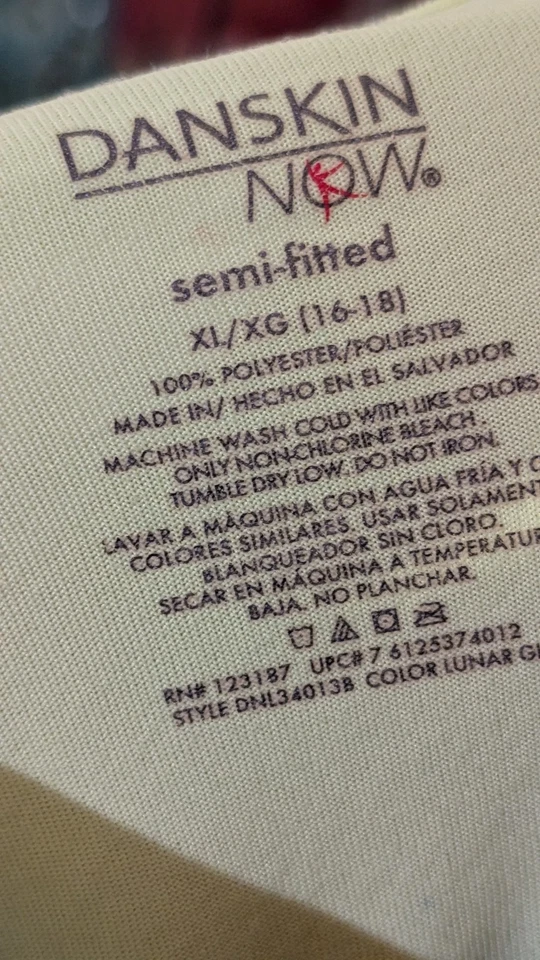 DANSKIN
NOW®
semi-fitted
XL/XG (16-18)
100% POLYESTER/POLIÉSTER
MADE IN/ HECHO EN EL SALVADOR
MACHINE WASH COLD WITH LIKE COLORS
ONLY NON-CHLORINE BLEACH.
TUMBLE DRY LOW. DO NOT IRON.
LAVAR A MÁQUINA CON AGUA FRÍA Y
COLORES SIMILARES. USAR SOLAMENT
BLANQUEADOR SIN CLORO.
SECAR EN MÁQUINA A TEMPERATUR
BAJA. NO PLANCHAR.
RN# 123187 UPC# 7 6125374012
STYLE DNL34013B COLOR LUNAR